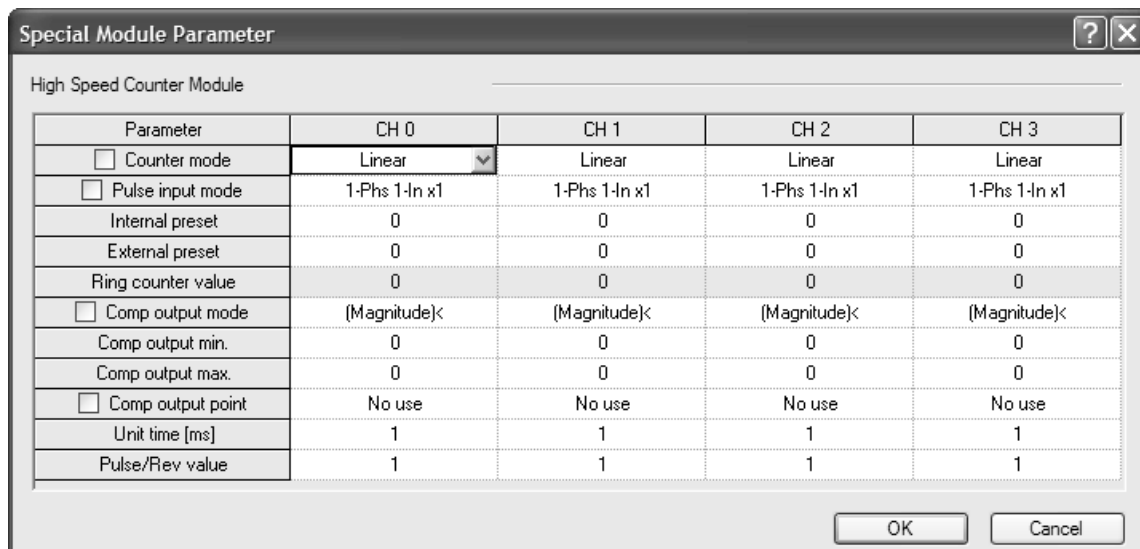 Special Module Parameter
High Speed Counter Module
Parameter CH 0 CH 1 CH 2 CH 3
Counter mode Linear Linear Linear Linear
Pulse input mode 1-Phs 1-In x1 1-Phs 1-In x1 1-Phs 1-In x1 1-Phs 1-In x1
Internal preset 0 0 0 0
External preset 0 0 0 0
Ring counter value 0 0 0 0
Comp output mode (Magnitude)< (Magnitude)< (Magnitude)< (Magnitude)<
Comp output min. 0 0 0 0
Comp output max. 0 0 0 0
Comp output point No use No use No use No use
Unit time [ms] 1 1 1 1
Pulse/Rev value 1 1 1 1
OK Cancel